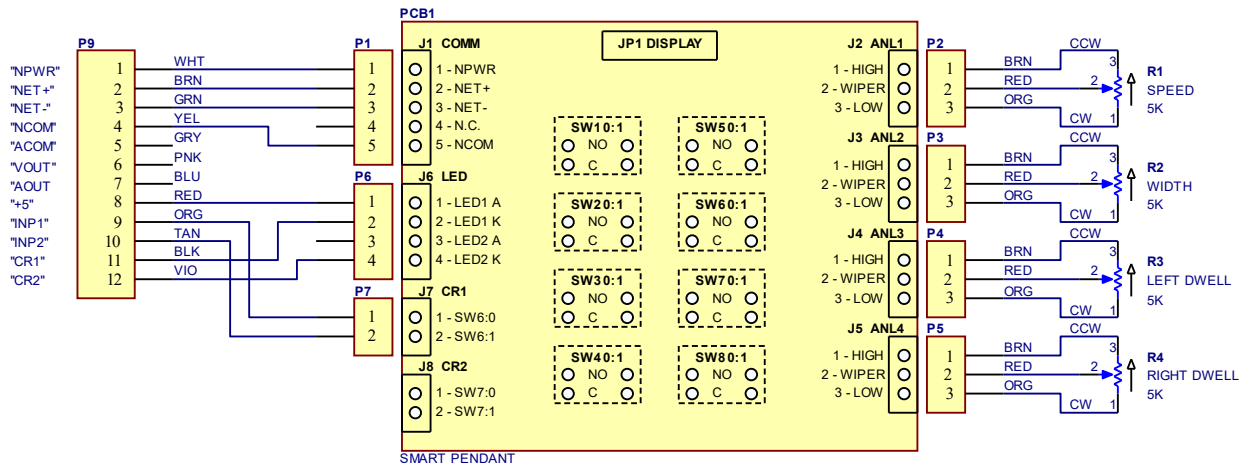 PCB1
P9
P1
J1 COMM
JP1 DISPLAY
J2 ANL1
P2
"NPWR" 1 WHT 1 1 - NPWR
"NET+" 2 BRN 2 2 - NET+
"NET-" 3 GRN 3 3 - NET-
"NCOM" 4 YEL 4 4 - N.C.
"ACOM" 5 GRY 5 5 - NCOM
"VOUT" 6 PNK
"AOUT 7 BLU
"+5" 8 RED
"INP1" 9 ORG
"INP2" 10 TAN
"CR1" 11 BLK
"CR2" 12 VIO
P6
J6 LED
1 1 - LED1 A
2 2 - LED1 K
3 3 - LED2 A
4 4 - LED2 K
P7
J7 CR1
1 1 - SW6:0
2 2 - SW6:1
J8 CR2
1 - SW7:0
2 - SW7:1
SW10:1
NO
C
SW50:1
NO
C
SW20:1
NO
C
SW60:1
NO
C
SW30:1
NO
C
SW70:1
NO
C
SW40:1
NO
C
SW80:1
NO
C
1 - HIGH 1 BRN CCW 3
2 - WIPER 2 RED 2
3 - LOW 3 ORG CW 1
R1
SPEED
5K
J3 ANL2
P3
1 - HIGH 1 BRN CCW 3
2 - WIPER 2 RED 2
3 - LOW 3 ORG CW 1
R2
WIDTH
5K
J4 ANL3
P4
1 - HIGH 1 BRN CCW 3
2 - WIPER 2 RED 2
3 - LOW 3 ORG CW 1
R3
LEFT DWELL
5K
J5 ANL4
P5
1 - HIGH 1 BRN CCW 3
2 - WIPER 2 RED 2
3 - LOW 3 ORG CW 1
R4
RIGHT DWELL
5K
SMART PENDANT